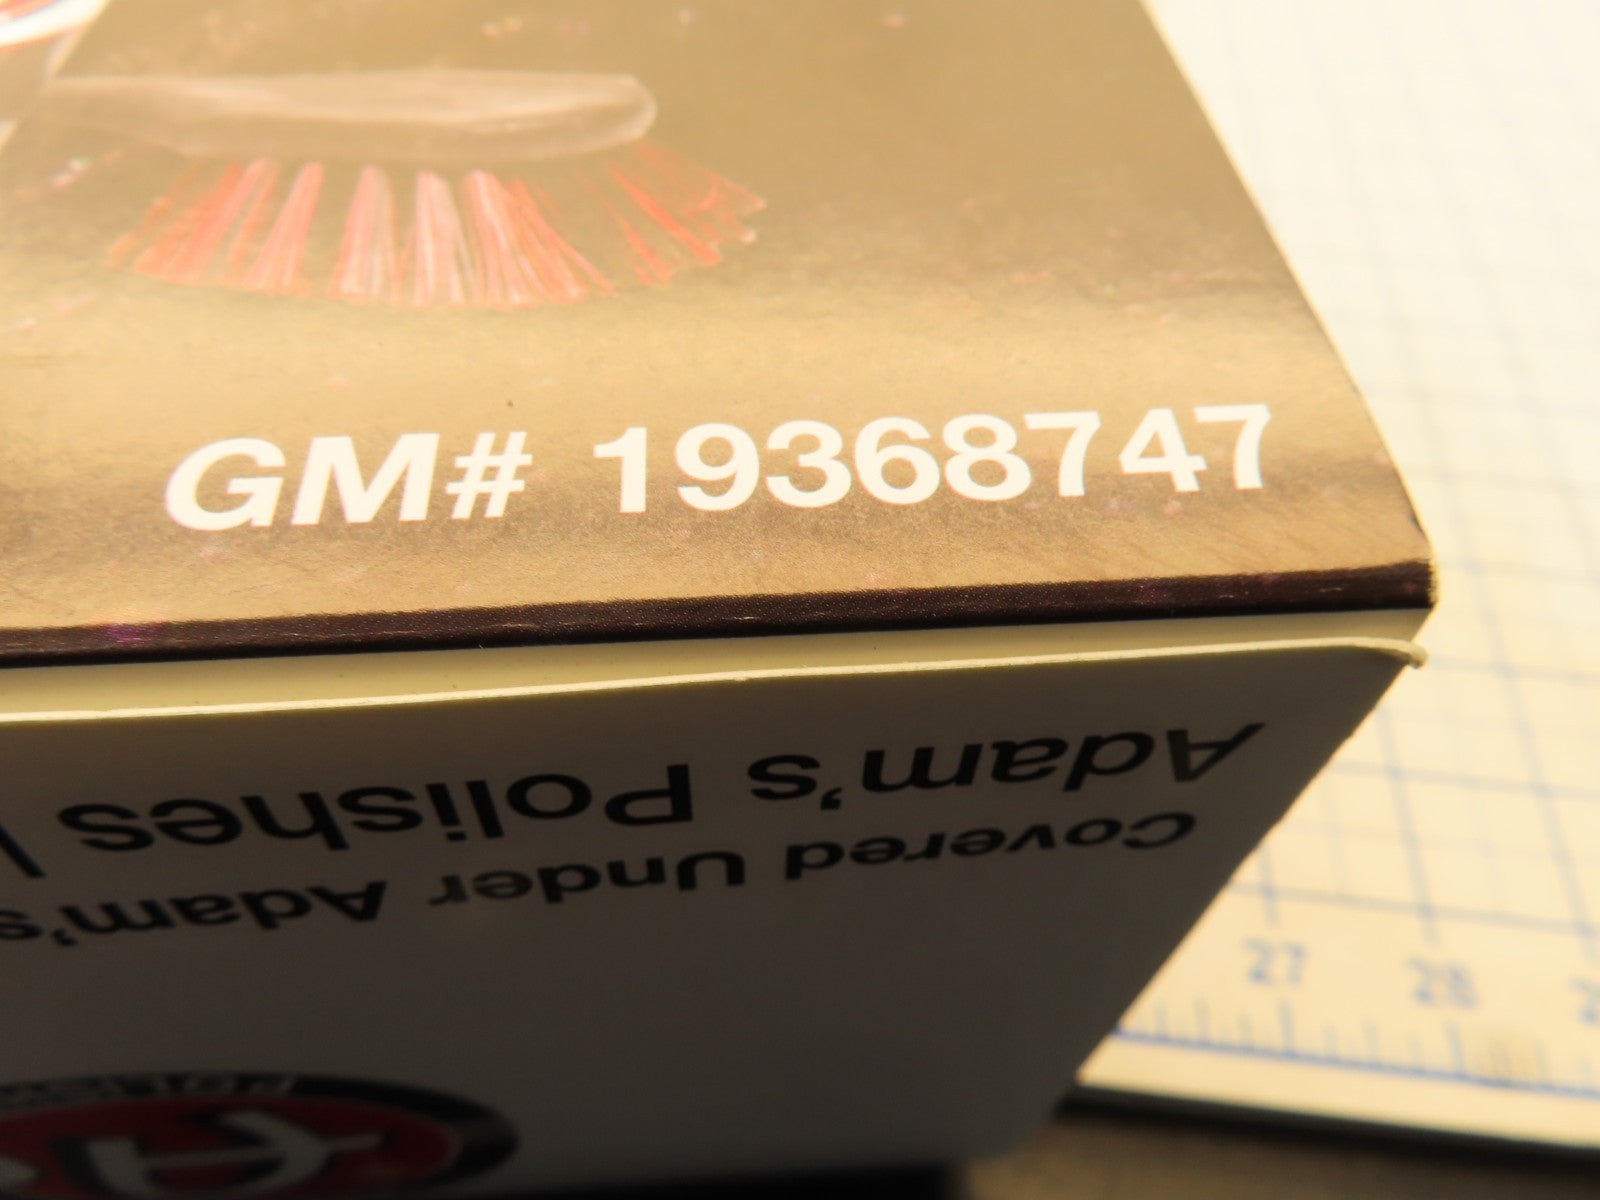 GM# 19368747
Adam's Polishes |
Covered Under Adam's
27 28